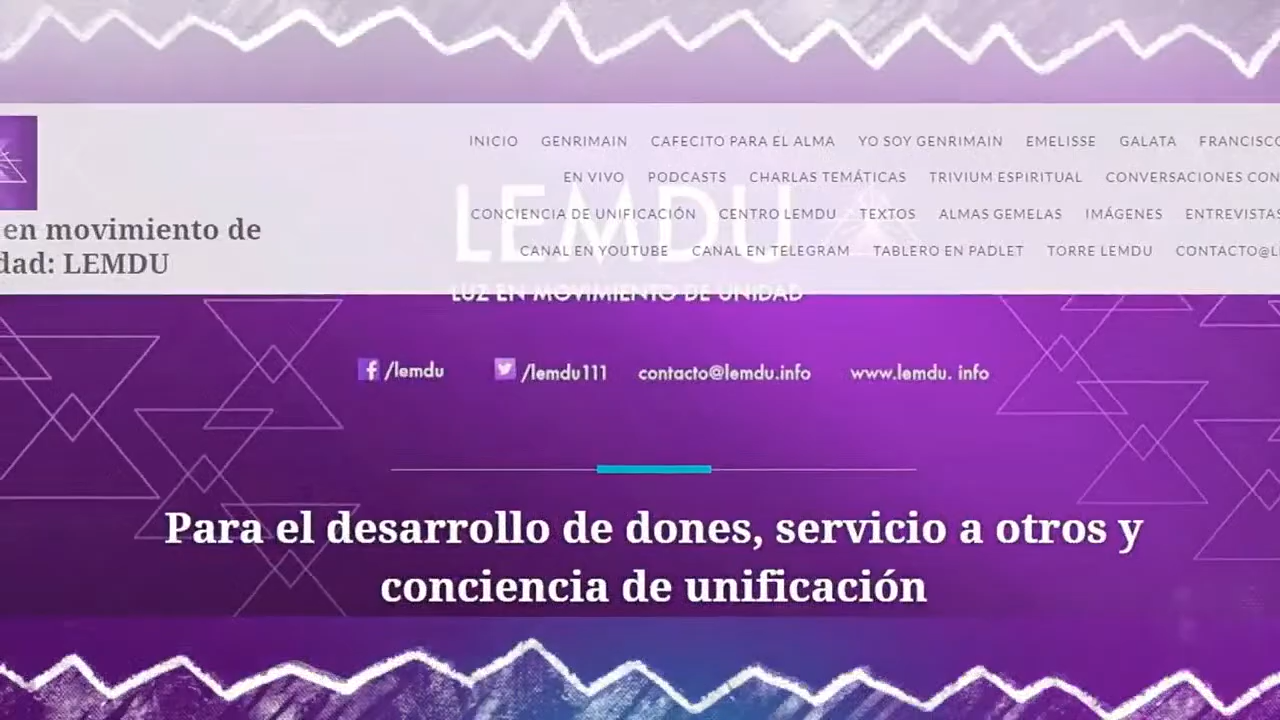 INICIO GENRIMAIN CAFECITO PARA EL ALMA YO SOY GENRIMAIN EMELISSE GALATA FRANCISCO
EN VIVO PODCASTS CHARLAS TEMÁTICAS TRIVIUM ESPIRITUAL CONVERSACIONES CON
CONCIENCIA DE UNIFICACIÓN CENTRO LEMDU TEXTOS ALMAS GEMELAS IMÁGENES ENTREVISTAS
CANAL EN YOUTUBE CANAL EN TELEGRAM TABLERO EN PADLET TORRE LEMDU CONTACTO@L
en movimiento de
dad: LEMDU
LEMDU
LUZ EN MOVIMIENTO DE UNIDAD
/lemdu /lemdu111 contacto@lemdu.info www.lemdu. info
Para el desarrollo de dones, servicio a otros y
conciencia de unificación